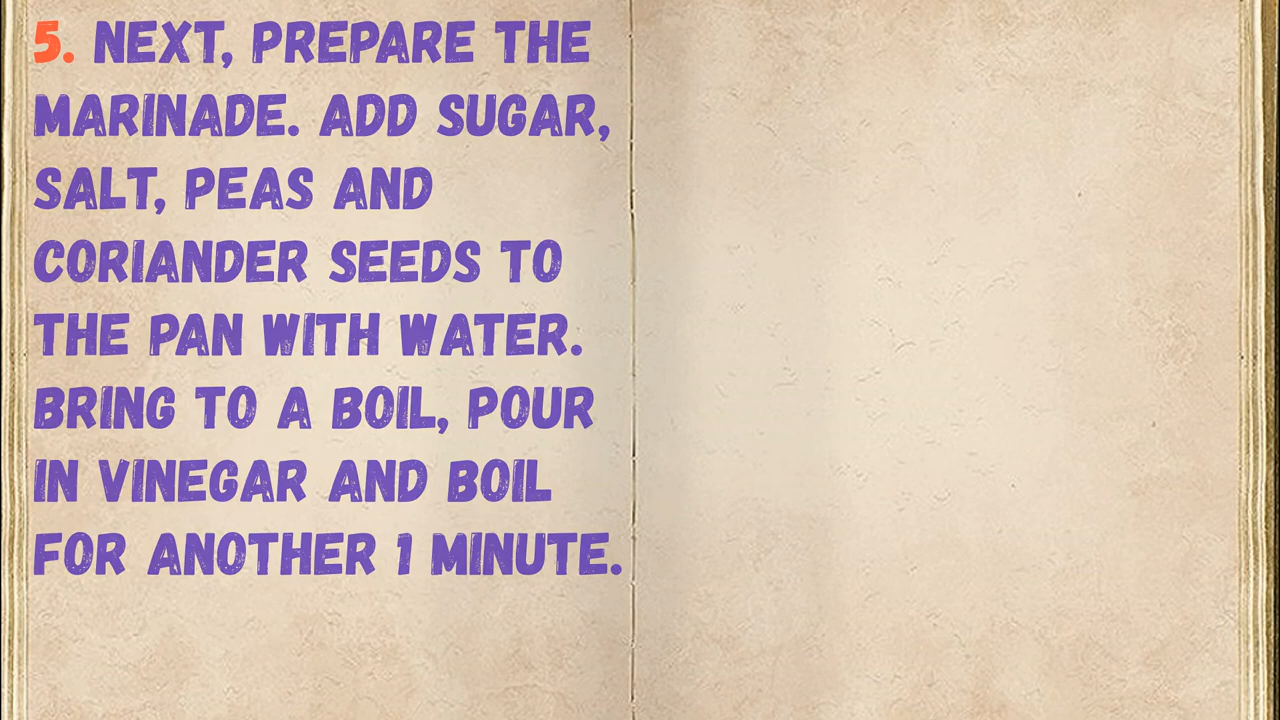 5. NEXT, PREPARE THE
MARINADE. ADD SUGAR,
SALT, PEAS AND
CORIANDER SEEDS TO
THE PAN WITH WATER.
BRING TO A BOIL, POUR
IN VINEGAR AND BOIL
FOR ANOTHER 1 MINUTE.